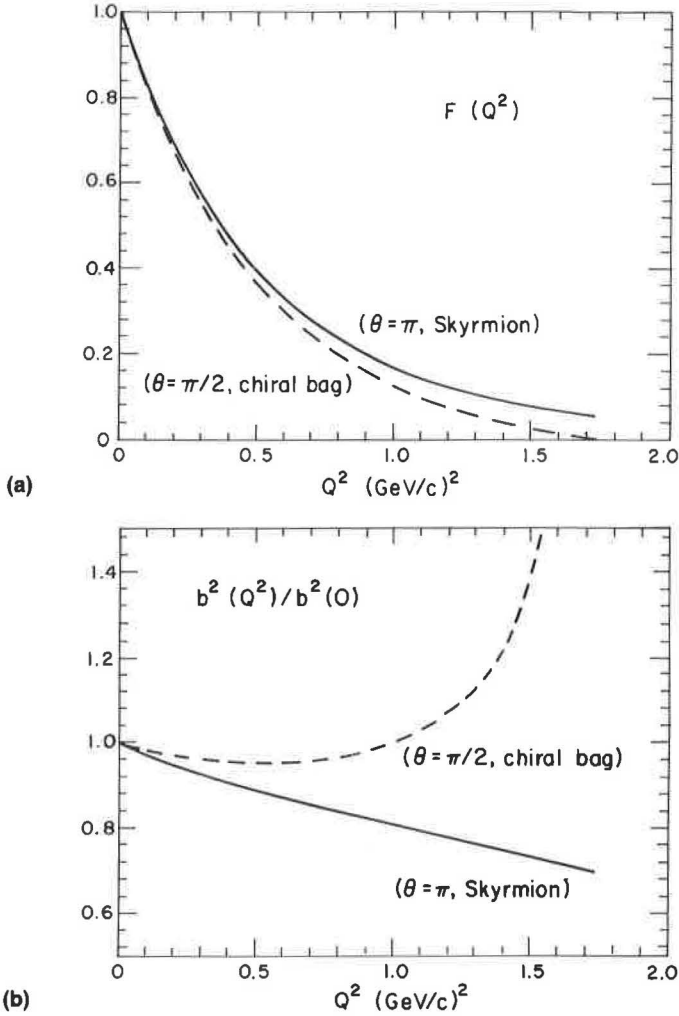 1.0
F (Q²)
0.8
0.6
0.4
(θ=π, Skyrmion)
0.2
(θ=π/2, chiral bag)
0
0 0.5 1.0 1.5 2.0
(a)
Q² (GeV/c)²
1.4
b² (Q²)/b²(0)
1.2
1.0
(θ=π/2, chiral bag)
0.8
(θ=π, Skyrmion)
0.6
0 0.5 1.0 1.5 2.0
(b)
Q² (GeV/c)²